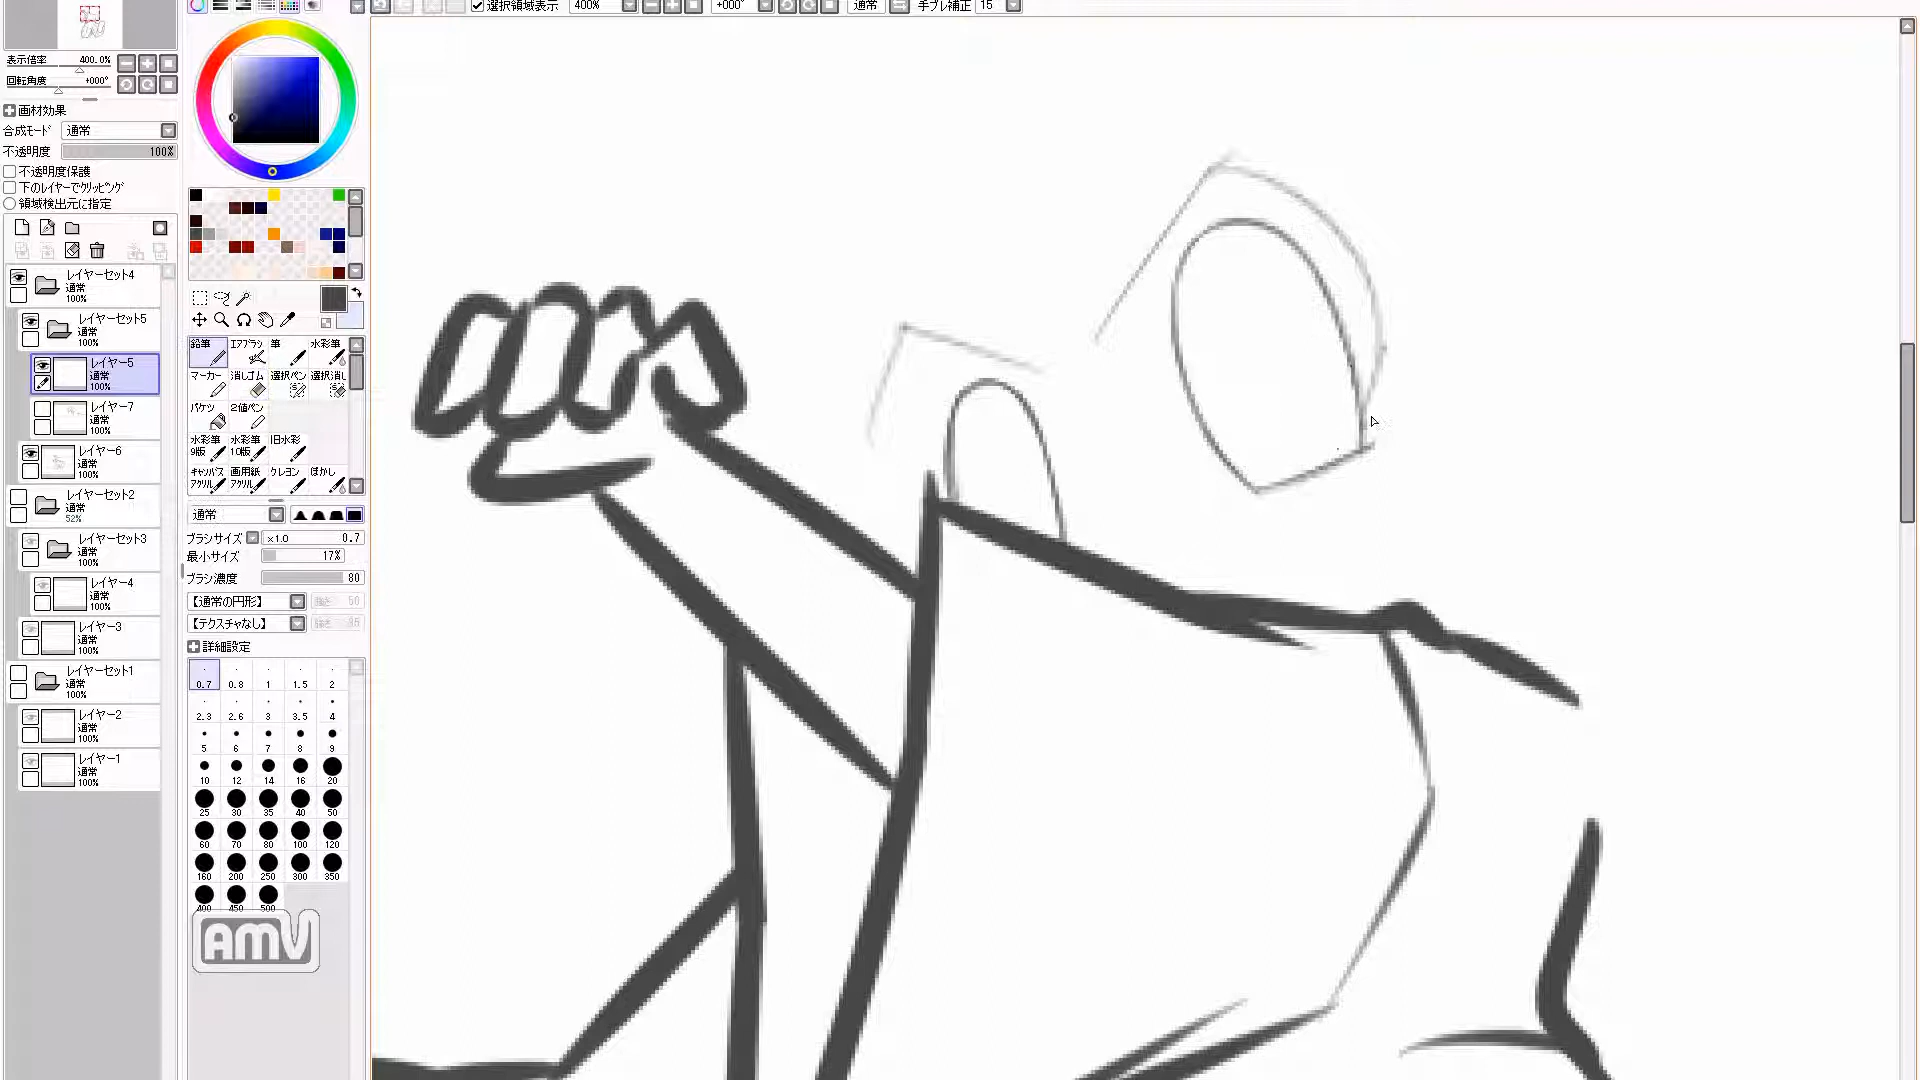 選択領域表示 400% +000° 通常 手ブレ補正 15
表示倍率 400.0%
回転角度 +000°
画材効果
合成モード 通常
不透明度 100%
不透明度保護
下のレイヤーでクリッピング
領域検出元に指定
レイヤーセット4
通常
100%
レイヤーセット5
通常
100%
レイヤー5
通常
100%
レイヤー7
通常
100%
レイヤー6
通常
100%
レイヤーセット2
通常
52%
レイヤーセット3
通常
100%
レイヤー4
通常
100%
レイヤー3
通常
100%
レイヤーセット1
通常
100%
レイヤー2
通常
100%
レイヤー1
通常
100%
鉛筆 エアブラシ 筆 水彩筆
マーカー 消しゴム 選択ペン 選択消し
バケツ 2値ペン
水彩筆 水彩筆 旧水彩
9版 10版
キャンバス 画用紙 クレヨン ぼかし
アクリル アクリル
通常
ブラシサイズ x1.0 0.7
最小サイズ 17%
ブラシ濃度 80
【通常の円形】 強さ 50
【テクスチャなし】 強さ 95
詳細設定
0.7 0.8 1 1.5 2
2.3 2.6 3 3.5 4
5 6 7 8 9
10 12 14 16 20
25 30 35 40 50
60 70 80 100 120
160 200 250 300 350
400 450 500
AMV